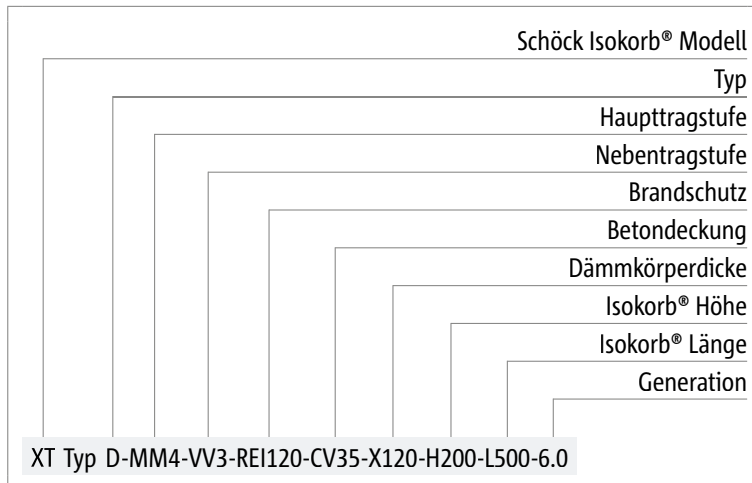 Schöck Isokorb® Modell
Typ
Haupttragstufe
Nebentragstufe
Brandschutz
Betondeckung
Dämmkörperdicke
Isokorb® Höhe
Isokorb® Länge
Generation
XT Typ D-MM4-VV3-REI120-CV35-X120-H200-L500-6.0